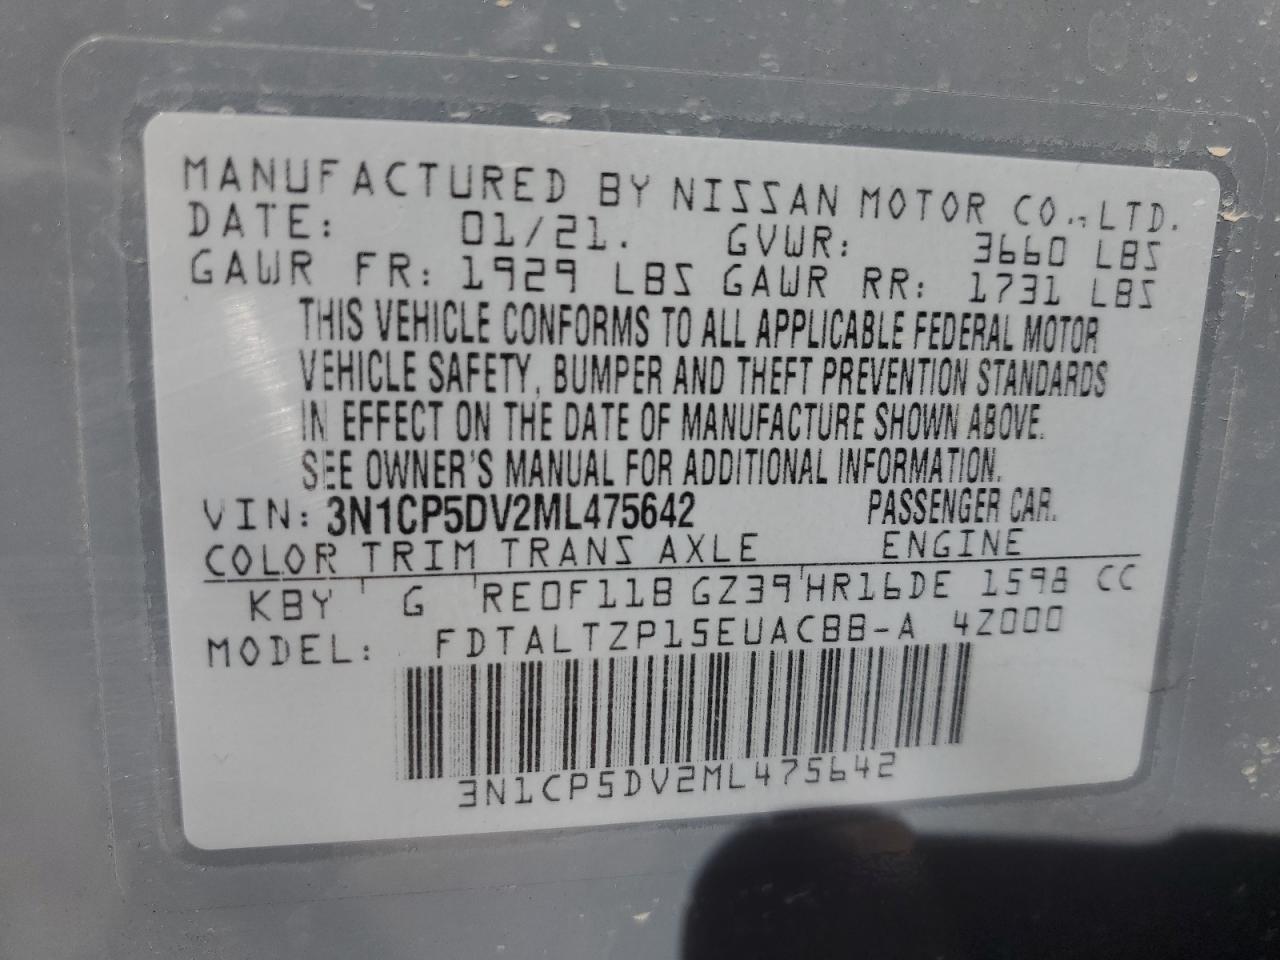 MANUFACTURED BY NISSAN MOTOR CO., LTD.
DATE: 01/21. GVWR: 3660 LBS
GAWR FR: 1929 LBS GAWR RR: 1731 LBS
THIS VEHICLE CONFORMS TO ALL APPLICABLE FEDERAL MOTOR
VEHICLE SAFETY, BUMPER AND THEFT PREVENTION STANDARDS
IN EFFECT ON THE DATE OF MANUFACTURE SHOWN ABOVE.
SEE OWNER'S MANUAL FOR ADDITIONAL INFORMATION.
VIN: 3N1CP5DV2ML475642 PASSENGER CAR.
COLOR TRIM TRANS AXLE ENGINE
KBY G RE0F11B GZ39 HR16DE 1598 CC
MODEL: FDTALTZP15EUACBB-A 4Z000
3N1CP5DV2ML475642